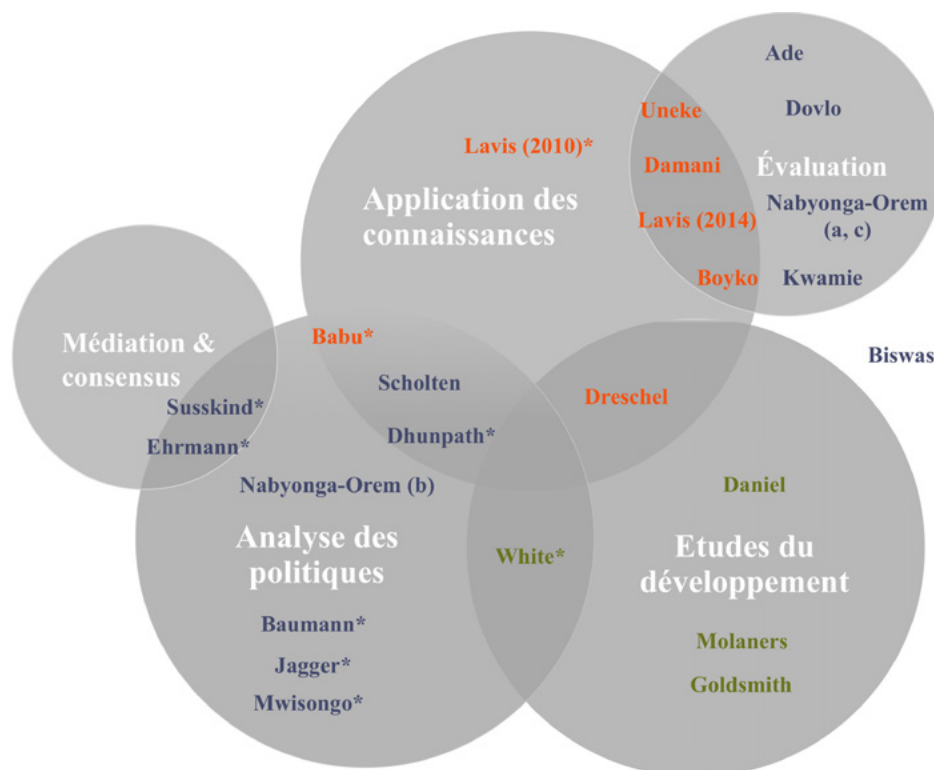 Ade
Uneke
Dovlo
Lavis (2010)*
Damani
Évaluation
Application des
connaissances
Lavis (2014)
Nabyonga-Orem
(a, c)
Boyko
Kwamie
Médiation &
consensus
Babu*
Biswas
Scholten
Dreschel
Susskind*
Dhunpath*
Ehrmann*
Nabyonga-Orem (b)
Daniel
Analyse des
politiques
White*
Etudes du
développement
Baumann*
Molaners
Jagger*
Goldsmith
Mwisongo*